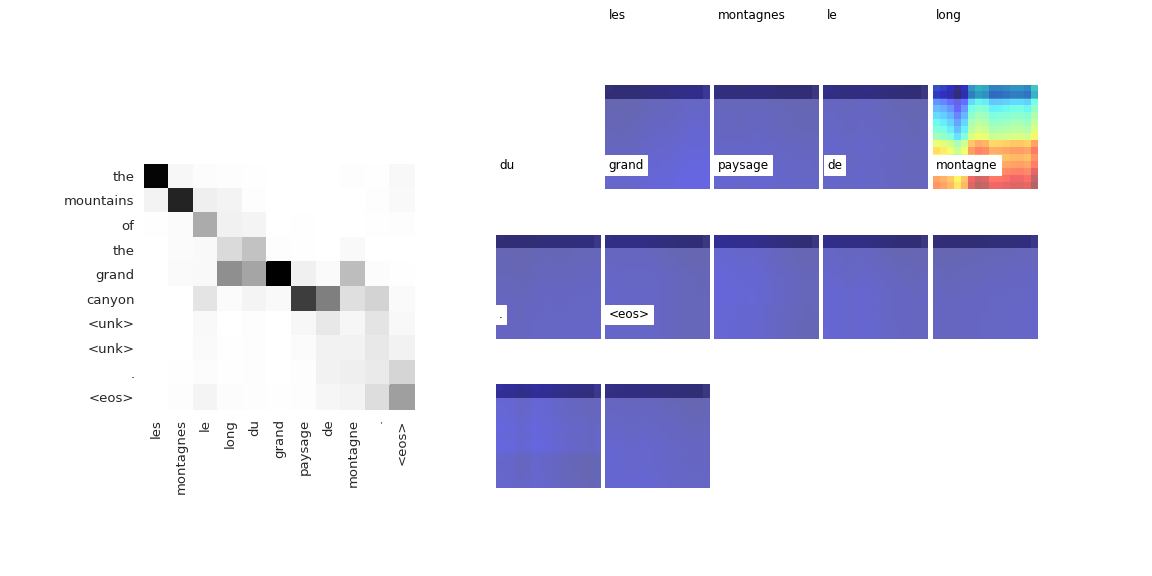 les montagnes le long
du grand paysage de montagne
. <eos>
the
mountains
of
the
grand
canyon
<unk>
<unk>
.
<eos>
les montagnes le long du grand paysage de montagne . <eos>